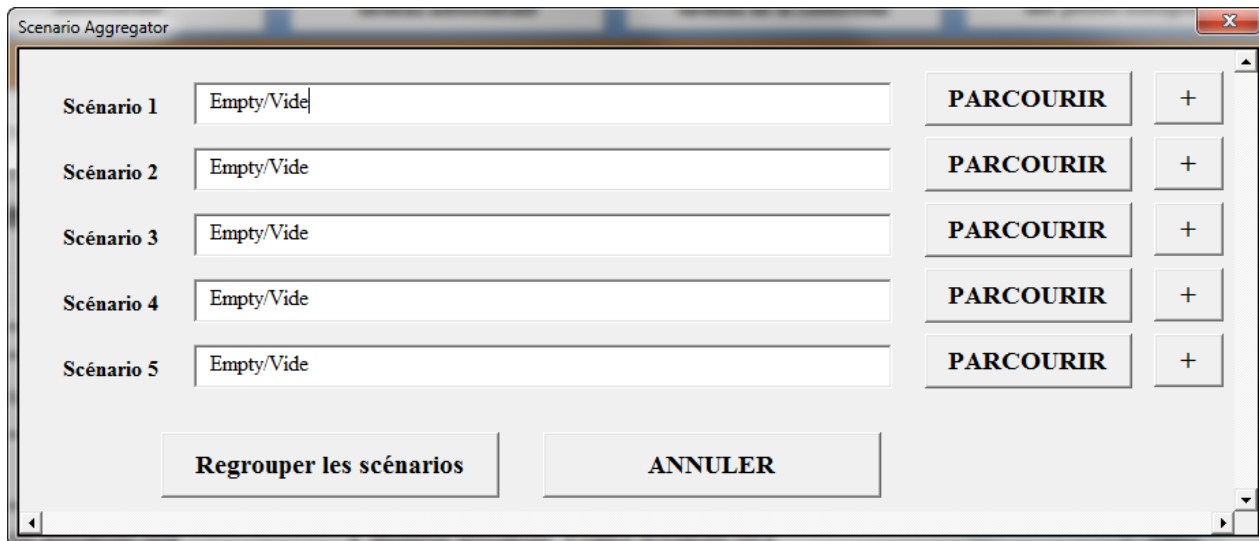 Scenario Aggregator
Scénario 1 Empty/Vide PARCOURIR +
Scénario 2 Empty/Vide PARCOURIR +
Scénario 3 Empty/Vide PARCOURIR +
Scénario 4 Empty/Vide PARCOURIR +
Scénario 5 Empty/Vide PARCOURIR +
Regrouper les scénarios ANNULER